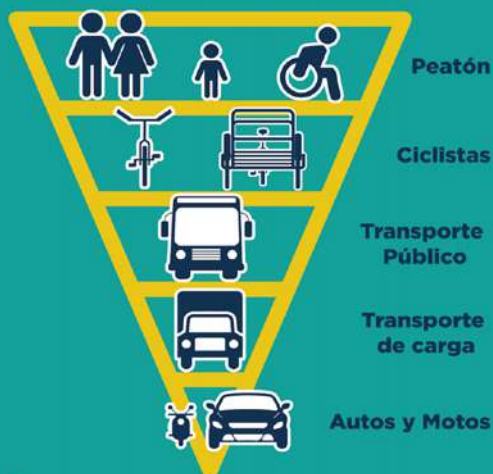 Peatón
Ciclistas
Transporte
Público
Transporte
de carga
Autos y Motos